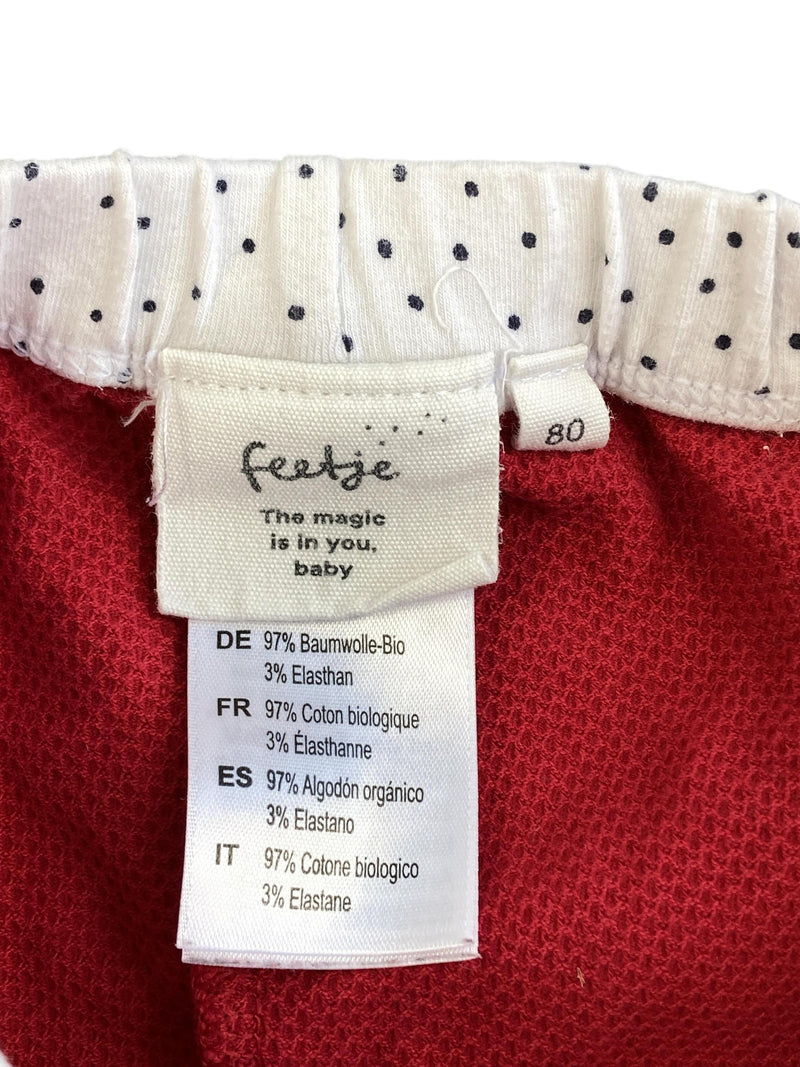 feetje
80
The magic
is in you,
baby
DE 97% Baumwolle-Bio
3% Elasthan
FR 97% Coton biologique
3% Élasthanne
ES 97% Algodón orgánico
3% Elastano
IT 97% Cotone biologico
3% Elastane